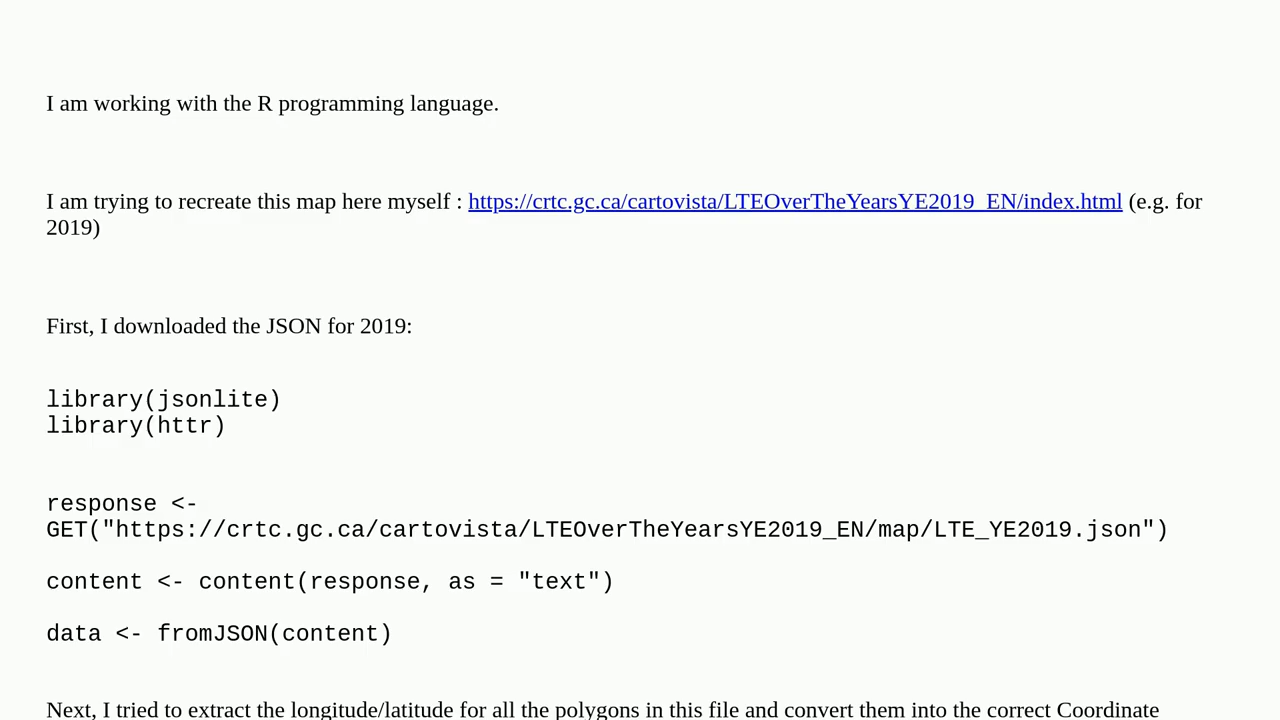 I am working with the R programming language.
I am trying to recreate this map here myself : https://crtc.gc.ca/cartovista/LTEOverTheYearsYE2019_EN/index.html (e.g. for
2019)
First, I downloaded the JSON for 2019:
library(jsonlite)
library(httr)
response <-
GET("https://crtc.gc.ca/cartovista/LTEOverTheYearsYE2019_EN/map/LTE_YE2019.json")
content <- content(response, as = "text")
data <- fromJSON(content)
Next, I tried to extract the longitude/latitude for all the polygons in this file and convert them into the correct Coordinate